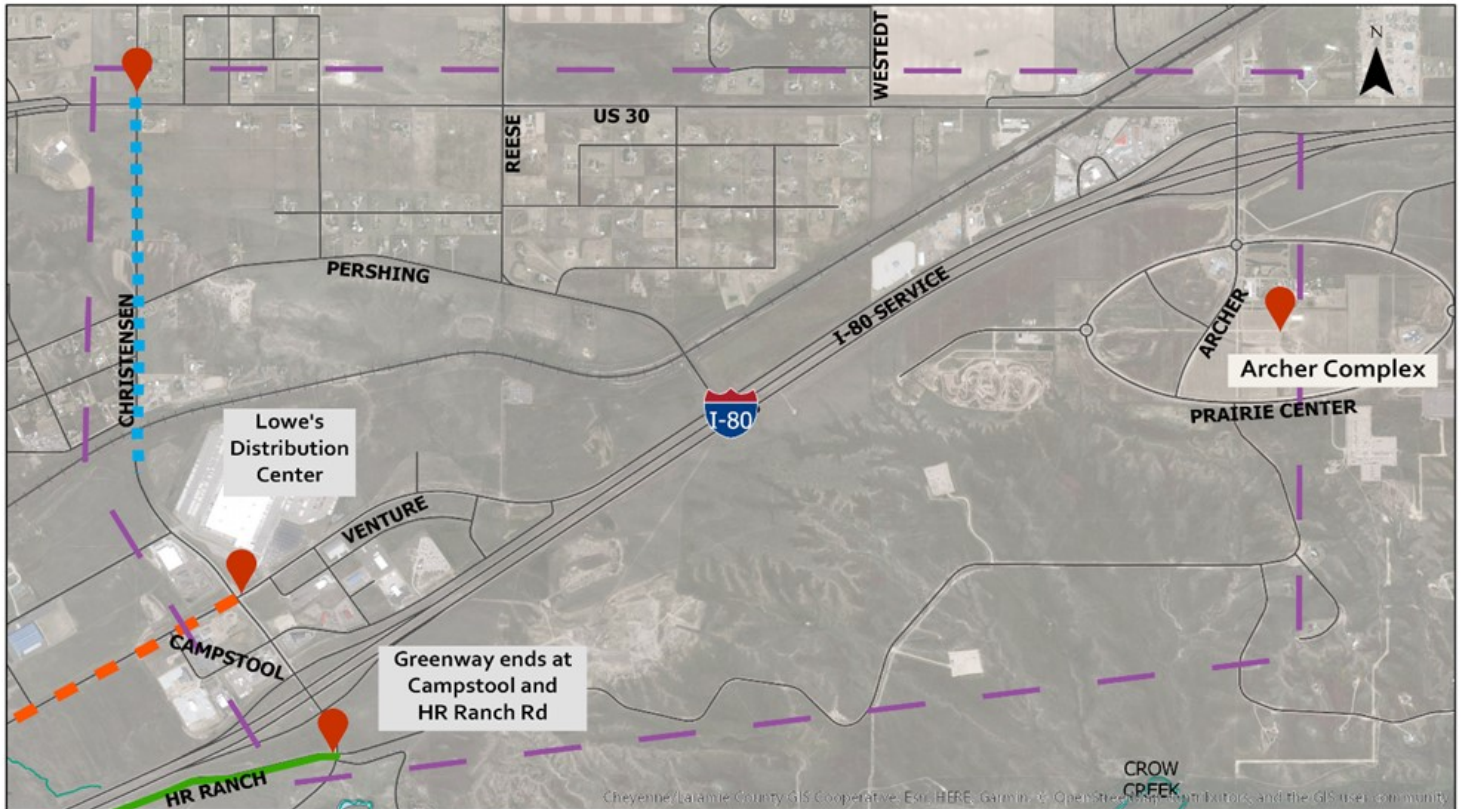 N
WESTEDT
US 30
REESE
PERSHING
CHRISTENSEN
I-80 SERVICE
ARCHER
Archer Complex
PRAIRIE CENTER
I-80
Lowe's
Distribution
Center
VENTURE
CAMPSTOOL
Greenway ends at
Campstool and
HR Ranch Rd
HR RANCH
CROW
CREEK
Cheyenne/Laramie County GIS Cooperative, Esri, HERE, Garmin, © OpenStreetMap contributors, and the GIS user community